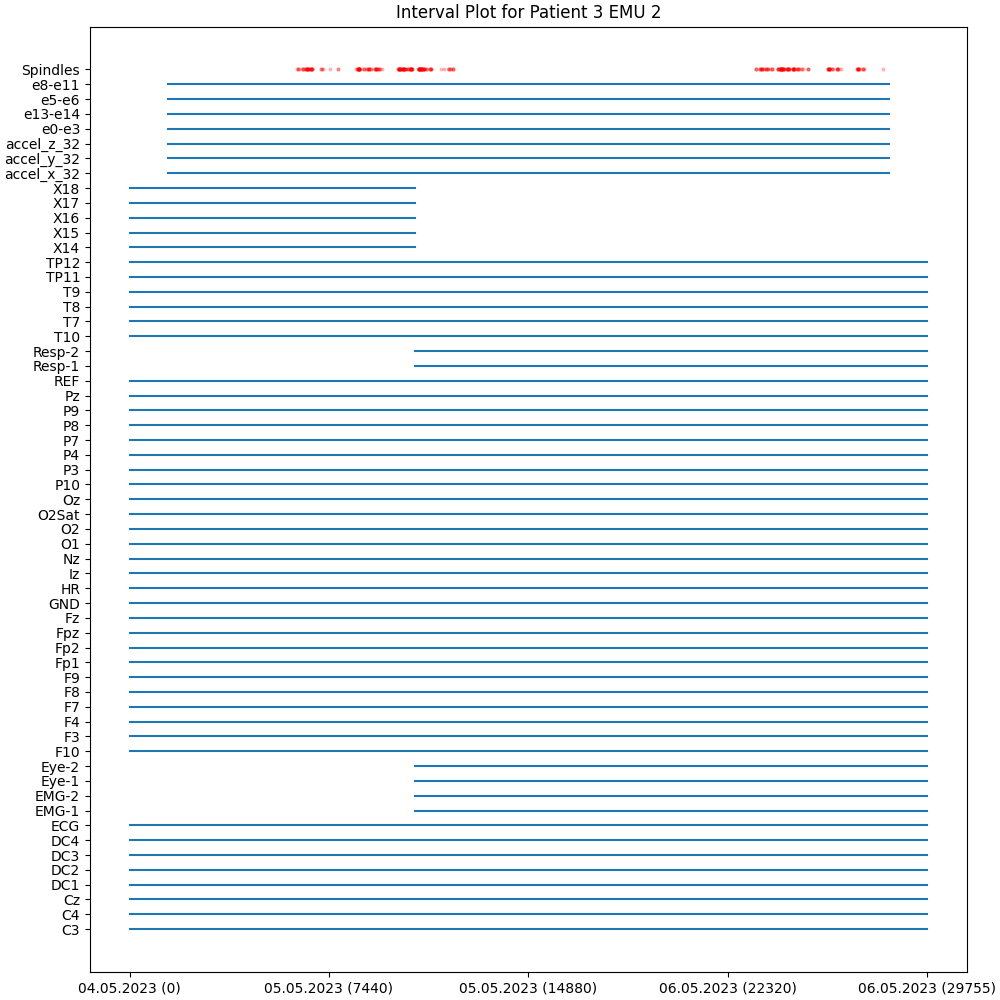 Interval Plot for Patient 3 EMU 2
Spindles
e8-e11
e5-e6
e13-e14
e0-e3
accel_z_32
accel_y_32
accel_x_32
X18
X17
X16
X15
X14
TP12
TP11
T9
T8
T7
T10
Resp-2
Resp-1
REF
Pz
P9
P8
P7
P4
P3
P10
Oz
O2Sat
O2
O1
Nz
Iz
HR
GND
Fz
Fpz
Fp2
Fp1
F9
F8
F7
F4
F3
F10
Eye-2
Eye-1
EMG-2
EMG-1
ECG
DC4
DC3
DC2
DC1
Cz
C4
C3
04.05.2023 (0) 05.05.2023 (7440) 05.05.2023 (14880) 06.05.2023 (22320) 06.05.2023 (29755)